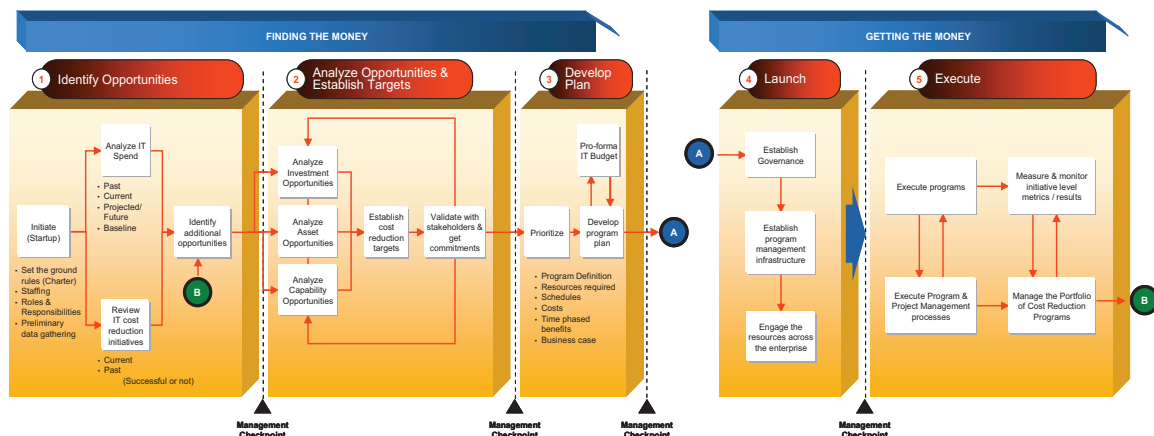 FINDING THE MONEY
GETTING THE MONEY
1 Identify Opportunities
2 Analyze Opportunities &
Establish Targets
3 Develop
Plan
4 Launch
5 Execute
Initiate
(Startup)
• Set the ground
rules (Charter)
• Staffing
• Roles &
Responsibilities
• Preliminary
data gathering
Analyze IT
Spend
• Past
• Current
• Projected/
Future
• Baseline
Review
IT cost
reduction
initiatives
• Current
• Past
(Successful or not)
Identify
additional
opportunities
B
Analyze
Investment
Opportunities
Analyze
Asset
Opportunities
Analyze
Capability
Opportunities
Establish
cost
reduction
targets
Validate with
stakeholders &
get
commitments
Prioritize
Pro-forma
IT Budget
Develop
program
plan
• Program Definition
• Resources required
• Schedules
• Costs
• Time phased
benefits
• Business case
A
A
Establish
Governance
Establish
program
management
infrastructure
Engage the
resources across
the enterprise
Execute programs
Measure & monitor
initiative level
metrics / results
Execute Program &
Project Management
processes
Manage the Portfolio
of Cost Reduction
Programs
B
Management
Checkpoint
Management
Checkpoint
Management
Checkpoint
Management
Checkpoint